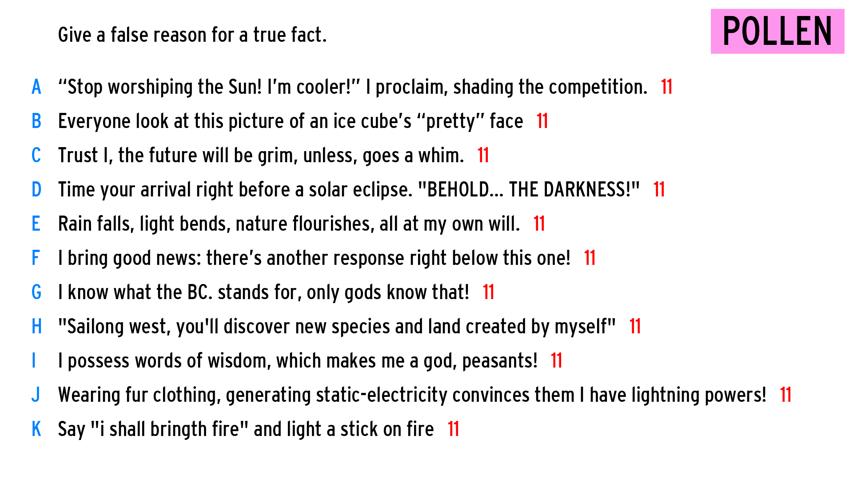 Give a false reason for a true fact.
POLLEN
A “Stop worshiping the Sun! I'm cooler!” I proclaim, shading the competition. 11
B Everyone look at this picture of an ice cube's “pretty” face 11
C Trust I, the future will be grim, unless, goes a whim. 11
D Time your arrival right before a solar eclipse. "BEHOLD... THE DARKNESS!" 11
E Rain falls, light bends, nature flourishes, all at my own will. 11
F I bring good news: there's another response right below this one! 11
G I know what the BC. stands for, only gods know that! 11
H "Sailong west, you'll discover new species and land created by myself" 11
I I possess words of wisdom, which makes me a god, peasants! 11
J Wearing fur clothing, generating static-electricity convinces them I have lightning powers! 11
K Say "i shall bringth fire" and light a stick on fire 11